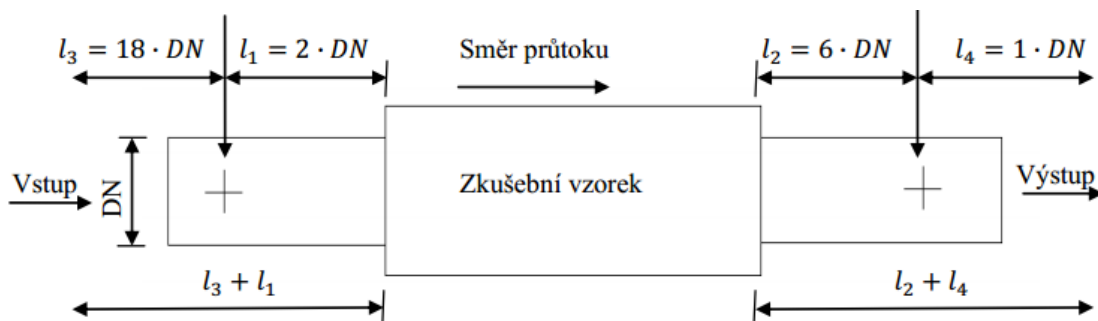 l₃ = 18 · DN
l₁ = 2 · DN
Směr průtoku
l₂ = 6 · DN
l₄ = 1 · DN
Vstup
DN
Zkušební vzorek
Výstup
l₃ + l₁
l₂ + l₄